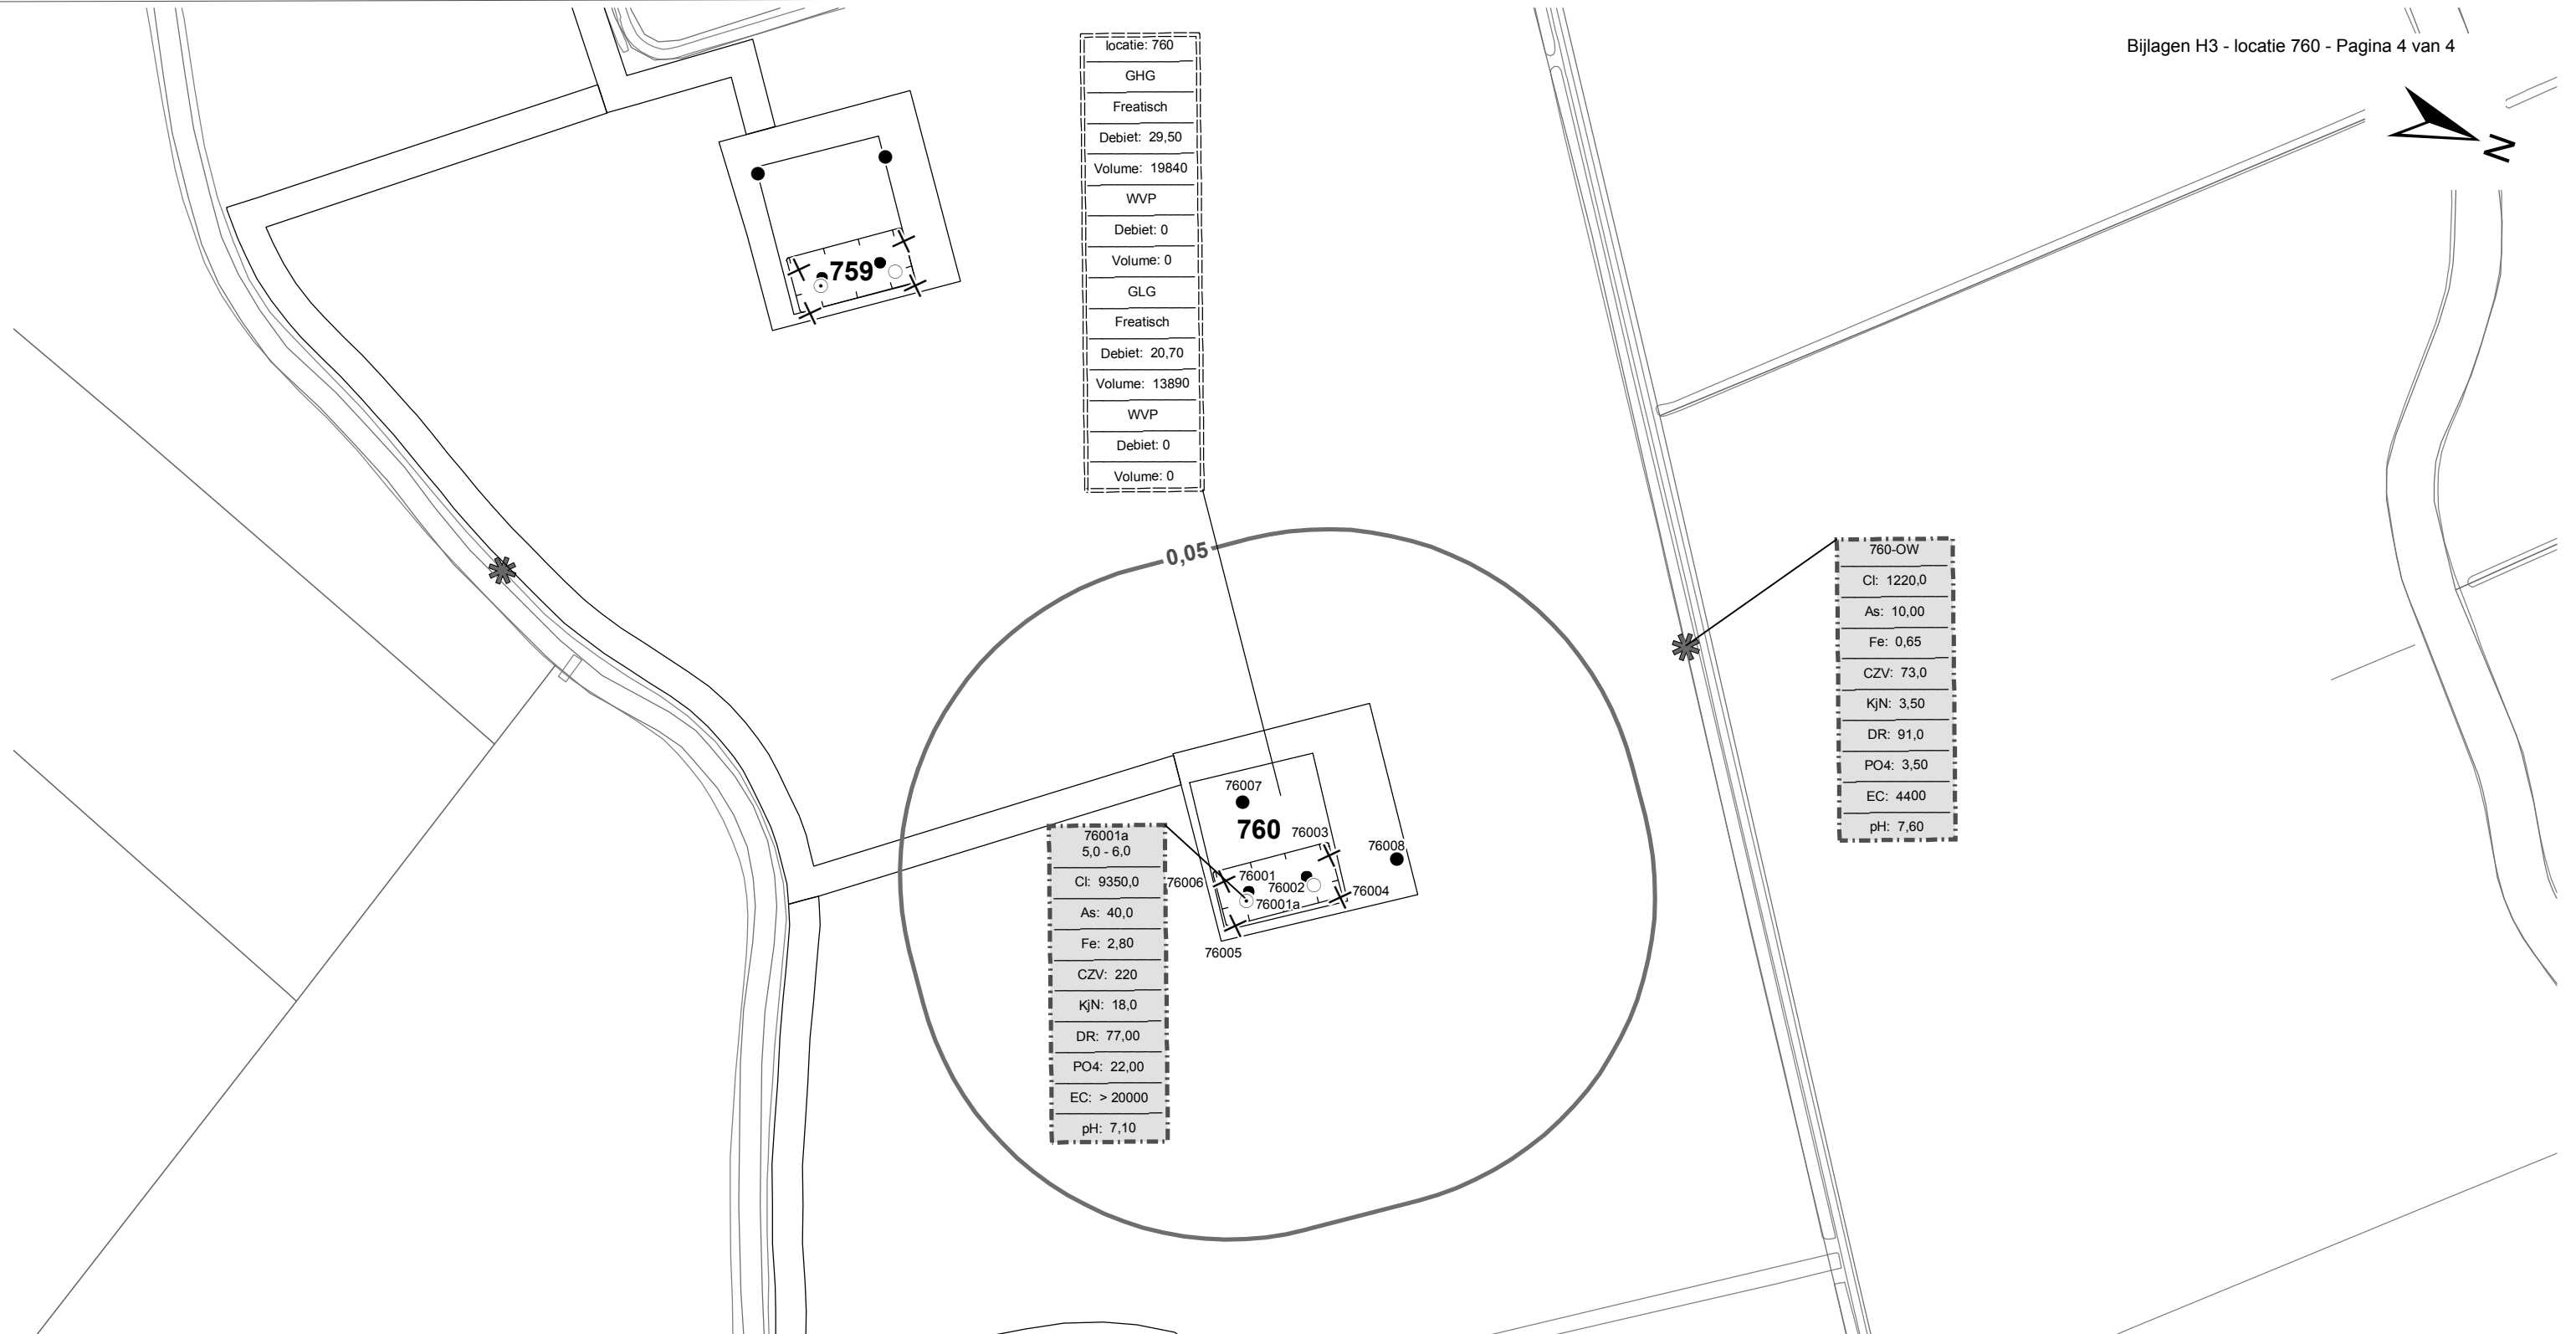 Bijlagen H3 - locatie 760 - Pagina 4 van 4
N
locatie: 760
GHG
Freatisch
Debiet: 29,50
Volume: 19840
WVP
Debiet: 0
Volume: 0
GLG
Freatisch
Debiet: 20,70
Volume: 13890
WVP
Debiet: 0
Volume: 0
759
0,05
760-OW
Cl: 1220,0
As: 10,00
Fe: 0,65
CZV: 73,0
KjN: 3,50
DR: 91,0
PO4: 3,50
EC: 4400
pH: 7,60
76007
760
76003
76008
76006
76001
76002
76004
76001a
76005
76001a
5,0 - 6,0
Cl: 9350,0
As: 40,0
Fe: 2,80
CZV: 220
KjN: 18,0
DR: 77,00
PO4: 22,00
EC: > 20000
pH: 7,10